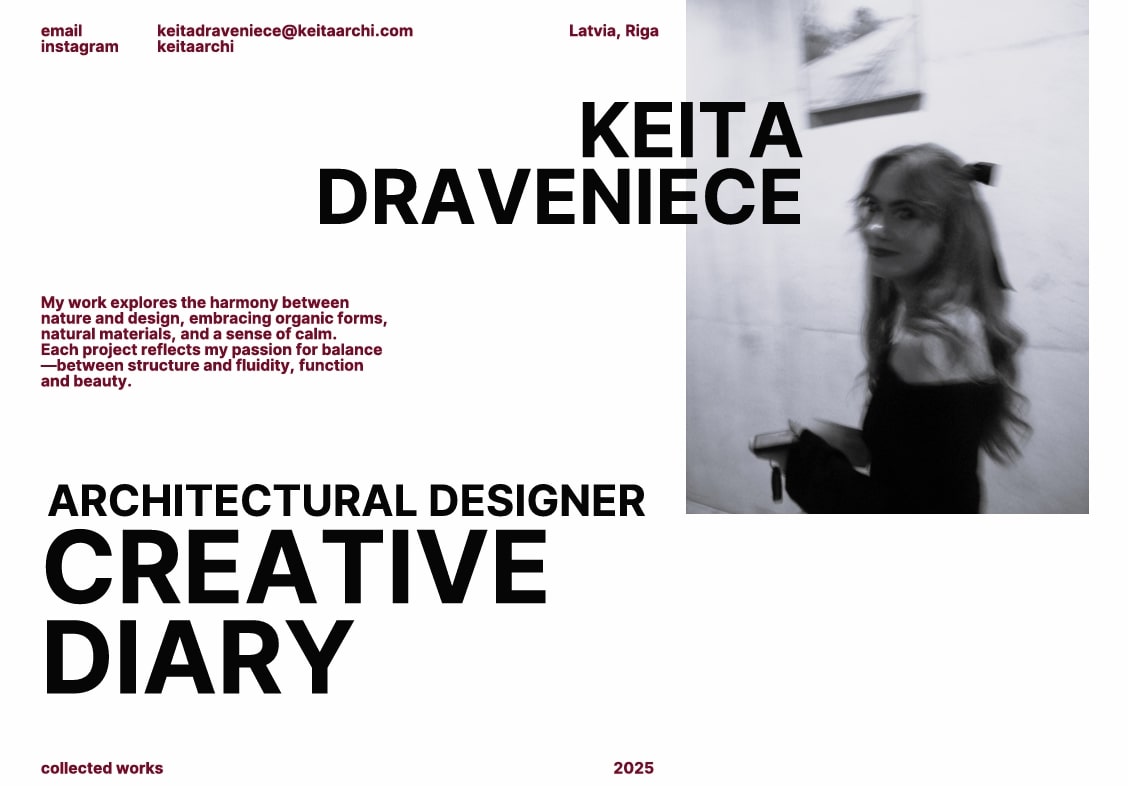 email keitadraveniece@keitaarchi.com Latvia, Riga
instagram keitaarchi
KEITA
DRAVENIECE
My work explores the harmony between
nature and design, embracing organic forms,
natural materials, and a sense of calm.
Each project reflects my passion for balance
—between structure and fluidity, function
and beauty.
ARCHITECTURAL DESIGNER
CREATIVE
DIARY
collected works 2025